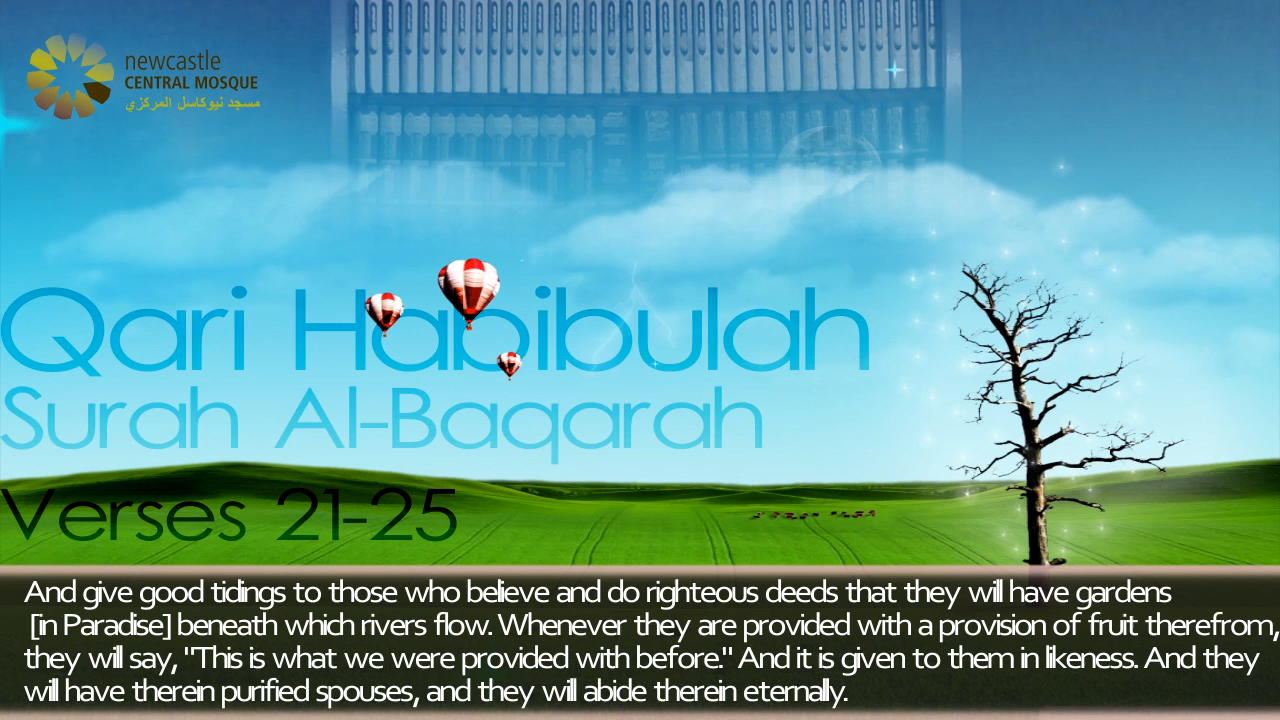 newcastle
CENTRAL MOSQUE
مسجد نيوكاسل المركزي
Qari Habibulah
Surah Al-Baqarah
Verses 21-25
And give good tidings to those who believe and do righteous deeds that they will have gardens
[in Paradise] beneath which rivers flow. Whenever they are provided with a provision of fruit therefrom,
they will say, "This is what we were provided with before." And it is given to them in likeness. And they
will have therein purified spouses, and they will abide therein eternally.